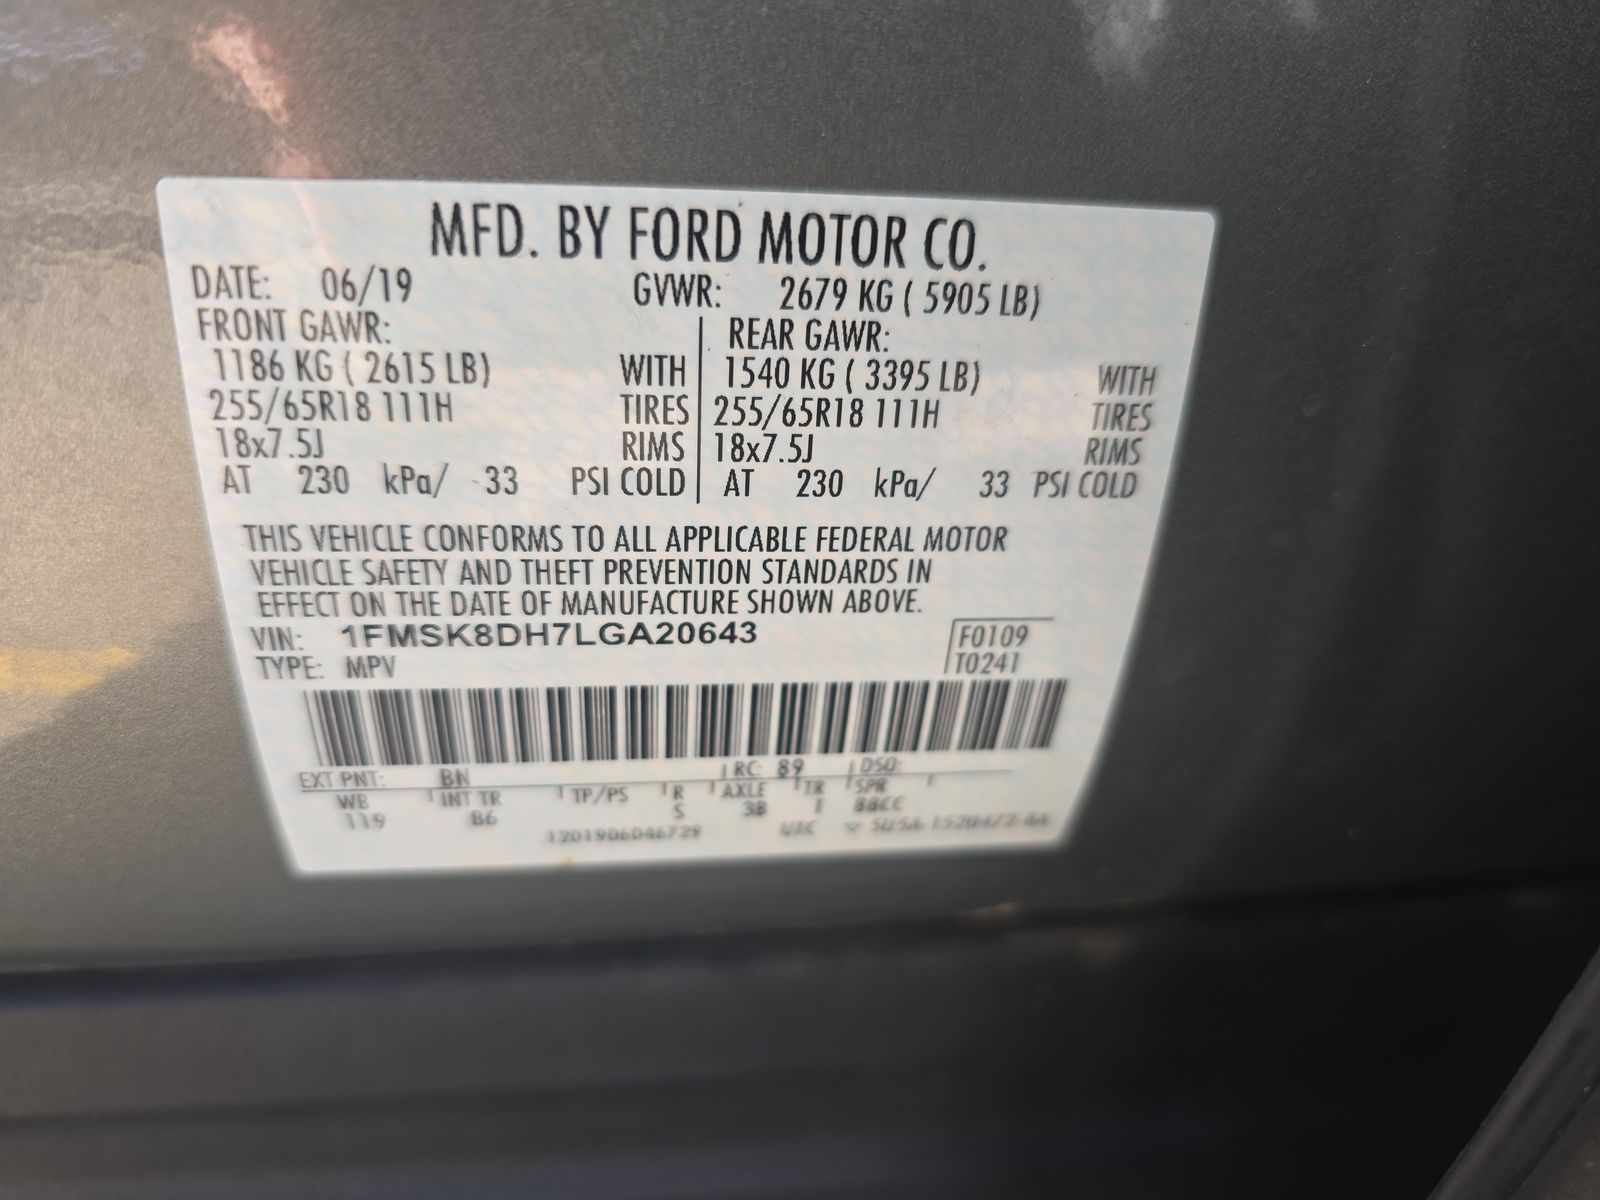 MFD. BY FORD MOTOR CO.
DATE: 06/19 GVWR: 2679 KG ( 5905 LB)
FRONT GAWR: REAR GAWR:
1186 KG ( 2615 LB) WITH 1540 KG ( 3395 LB) WITH
255/65R18 111H TIRES 255/65R18 111H TIRES
18x7.5J RIMS 18x7.5J RIMS
AT 230 kPa/ 33 PSI COLD AT 230 kPa/ 33 PSI COLD
THIS VEHICLE CONFORMS TO ALL APPLICABLE FEDERAL MOTOR
VEHICLE SAFETY AND THEFT PREVENTION STANDARDS IN
EFFECT ON THE DATE OF MANUFACTURE SHOWN ABOVE.
VIN: 1FMSK8DH7LGA20643 F0109
TYPE: MPV T0241
EXT PNT: BN RC: 89 DSO:
WB INT TR TP/PS R AXLE TR SPR
119 B6 S 38 1 BBCC
1201906046729 UTC